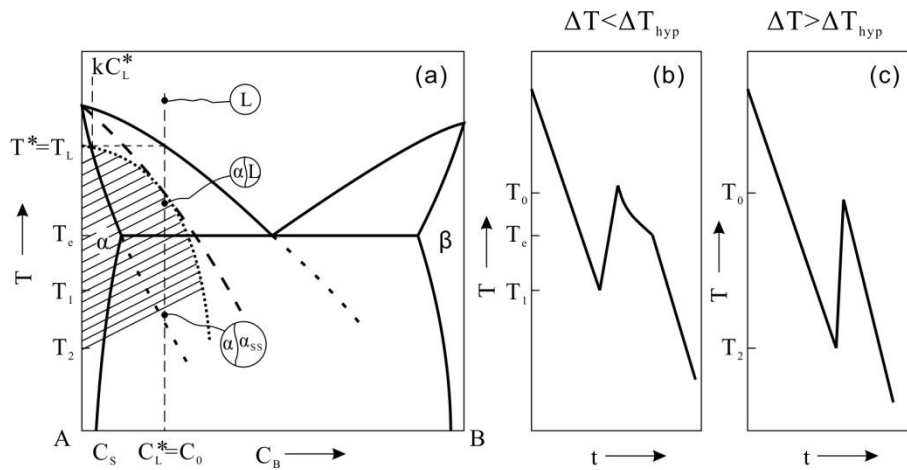 ΔT<ΔT_hyp
ΔT>ΔT_hyp
kC_L^*
(a)
(b)
(c)
L
T*=T_L
α L
T_0
T_0
T_e
α
β
T_e
T
T
T
T_1
T_1
α α_SS
T_2
T_2
A
B
C_S
C_L^*=C_0
C_B
t
t